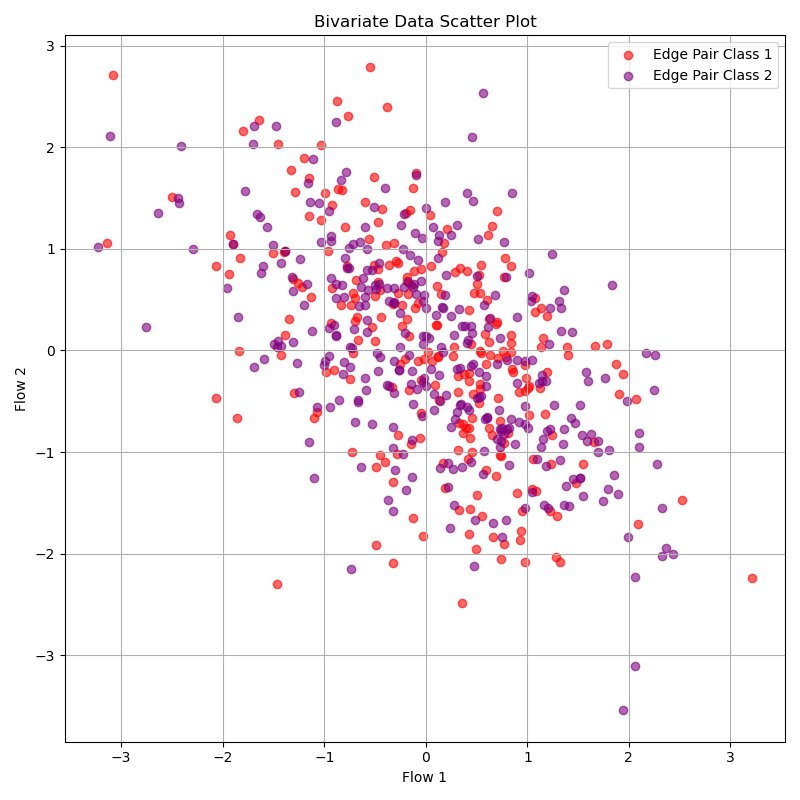 Bivariate Data Scatter Plot
Edge Pair Class 1
Edge Pair Class 2
3
2
1
0
−1
−2
−3
Flow 2
−3 −2 −1 0 1 2 3
Flow 1